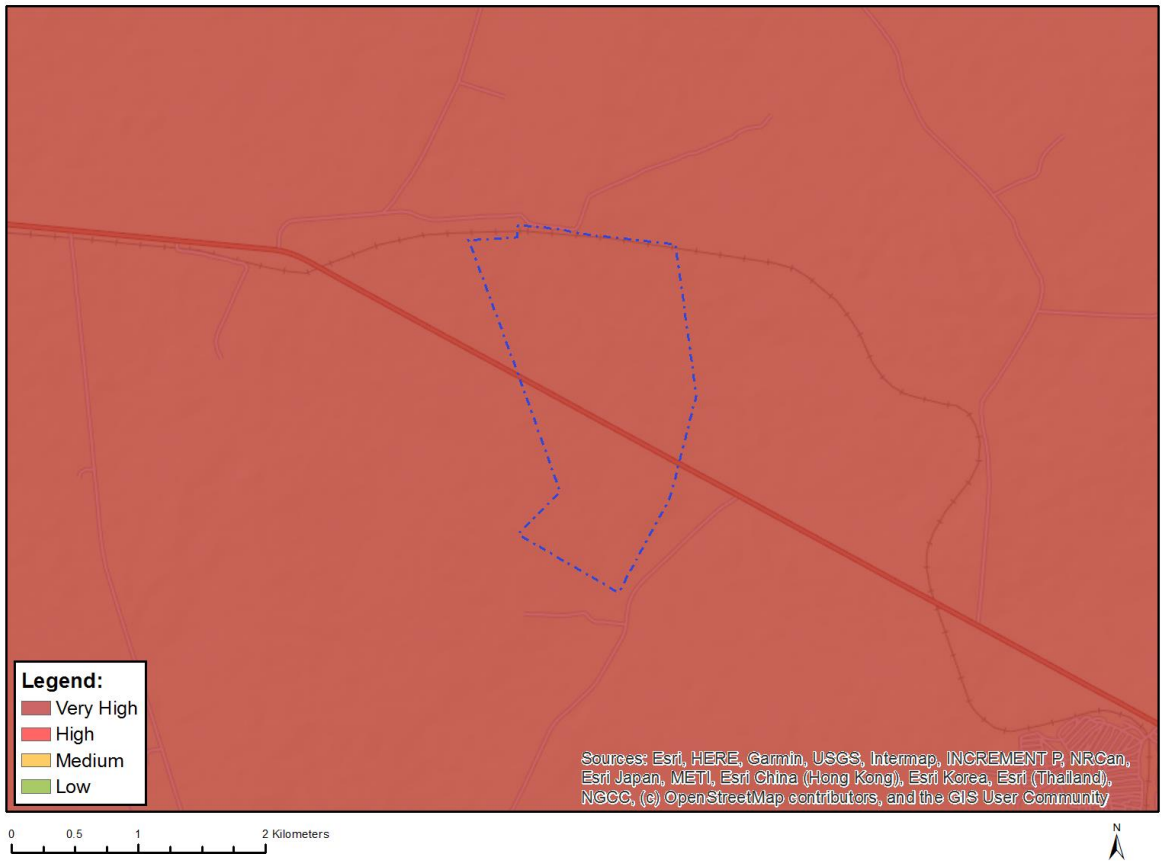 Legend:
Very High
High
Medium
Low
Sources: Esri, HERE, Garmin, USGS, Intermap, INCREMENT P, NRCan,
Esri Japan, METI, Esri China (Hong Kong), Esri Korea, Esri (Thailand),
NGCC, (c) OpenStreetMap contributors, and the GIS User Community
0 0.5 1 2 Kilometers
N